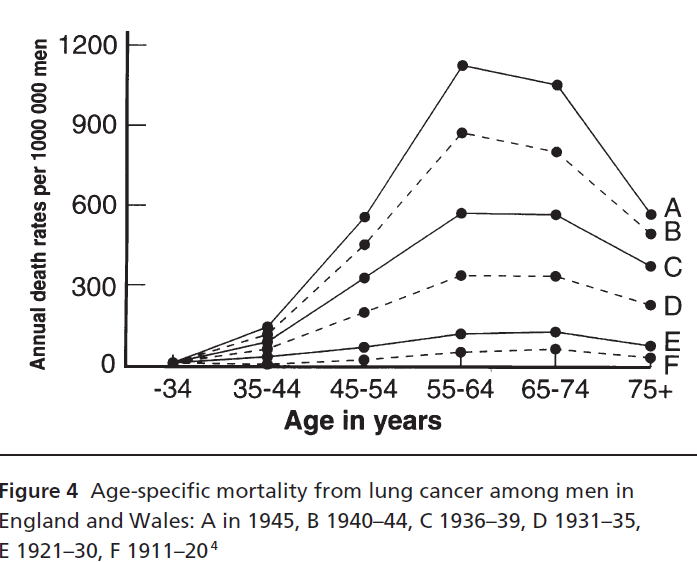 Annual death rates per 1000 000 men
1200
900
600
300
0
A
B
C
D
E
F
-34 35-44 45-54 55-64 65-74 75+
Age in years
Figure 4 Age-specific mortality from lung cancer among men in
England and Wales: A in 1945, B 1940–44, C 1936–39, D 1931–35,
E 1921–30, F 1911–20⁴